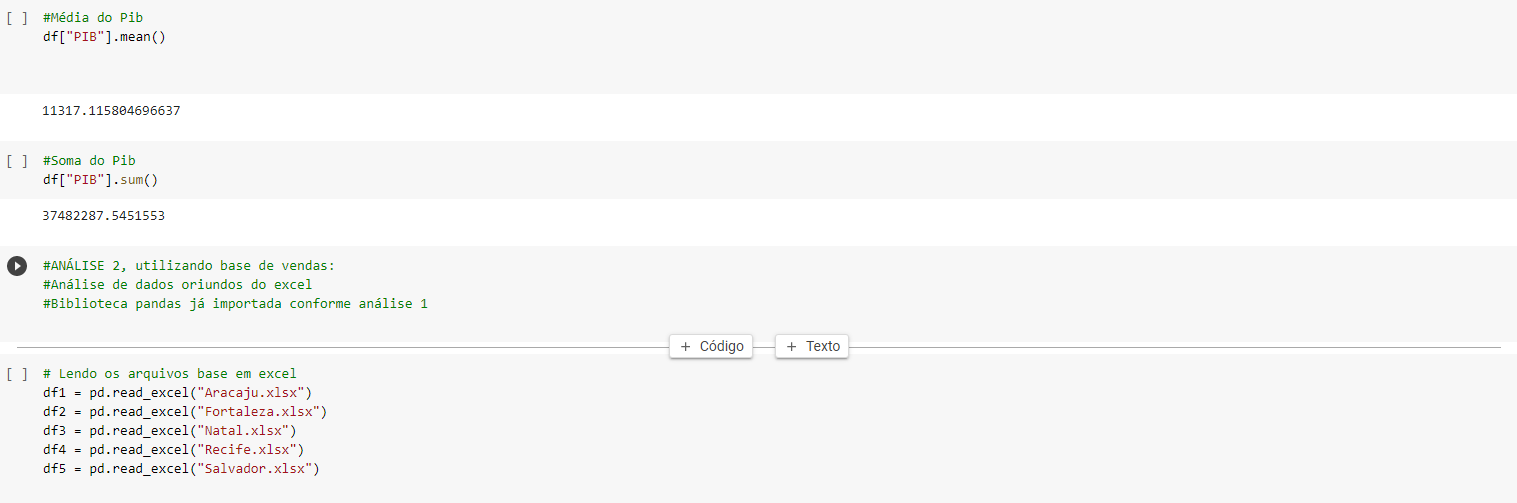 [ ] #Média do Pib
df["PIB"].mean()
11317.115804696637
[ ] #Soma do Pib
df["PIB"].sum()
37482287.5451553
#ANÁLISE 2, utilizando base de vendas:
#Análise de dados oriundos do excel
#Biblioteca pandas já importada conforme análise 1
+ Código + Texto
[ ] # Lendo os arquivos base em excel
df1 = pd.read_excel("Aracaju.xlsx")
df2 = pd.read_excel("Fortaleza.xlsx")
df3 = pd.read_excel("Natal.xlsx")
df4 = pd.read_excel("Recife.xlsx")
df5 = pd.read_excel("Salvador.xlsx")